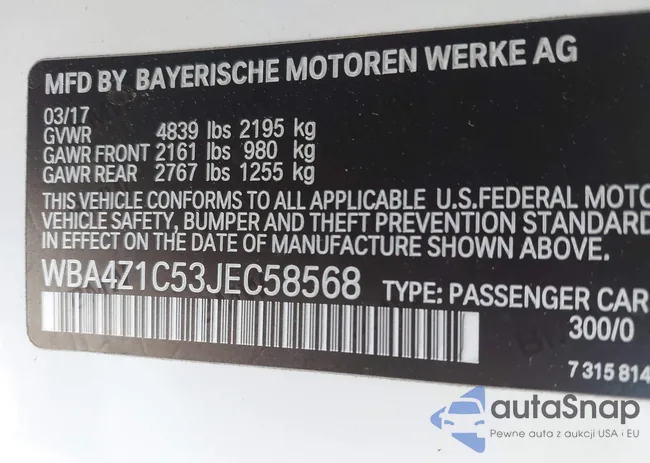 MFD BY BAYERISCHE MOTOREN WERKE AG
03/17
GVWR 4839 lbs 2195 kg
GAWR FRONT 2161 lbs 980 kg
GAWR REAR 2767 lbs 1255 kg
THIS VEHICLE CONFORMS TO ALL APPLICABLE U.S.FEDERAL MOTO
VEHICLE SAFETY, BUMPER AND THEFT PREVENTION STANDARD
IN EFFECT ON THE DATE OF MANUFACTURE SHOWN ABOVE.
WBA4Z1C53JEC58568 TYPE: PASSENGER CAR
300/0
7 315 814
autaSnap
Pewne auta z aukcji USA i EU